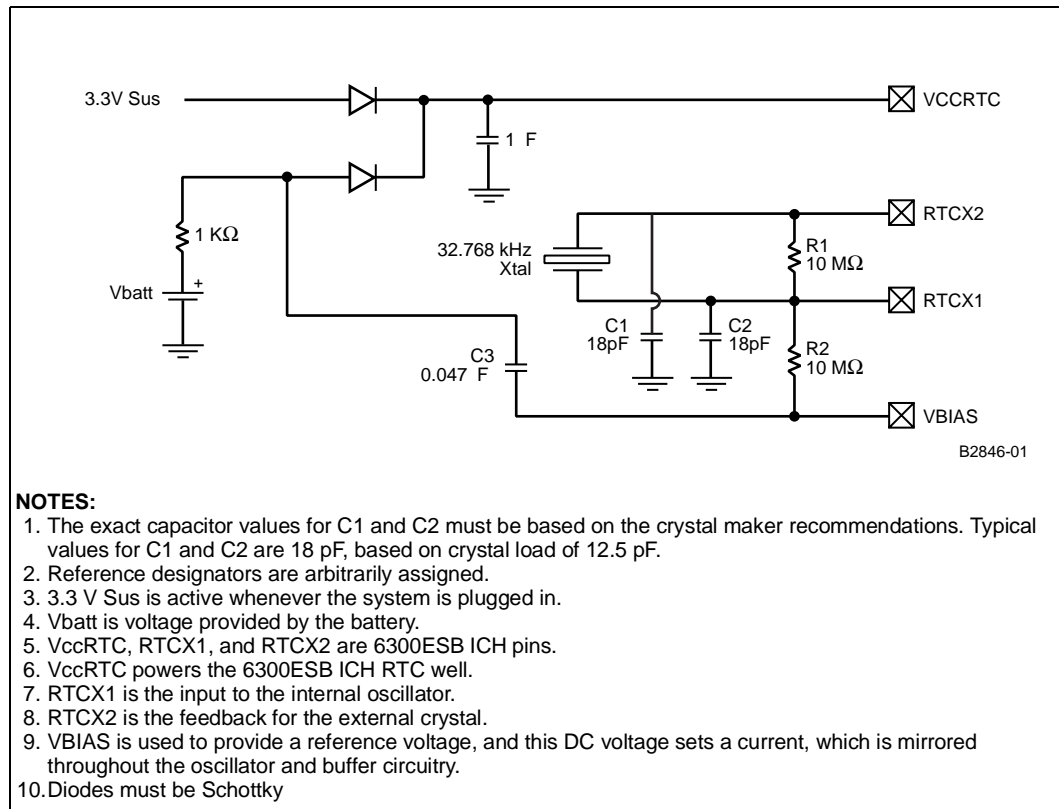 3.3V Sus
VCCRTC
1 F
RTCX2
1 KΩ
32.768 kHz
Xtal
R1
10 MΩ
Vbatt
+
RTCX1
C1
18pF
C2
18pF
R2
10 MΩ
C3
0.047 F
VBIAS
B2846-01
NOTES:
1. The exact capacitor values for C1 and C2 must be based on the crystal maker recommendations. Typical
values for C1 and C2 are 18 pF, based on crystal load of 12.5 pF.
2. Reference designators are arbitrarily assigned.
3. 3.3 V Sus is active whenever the system is plugged in.
4. Vbatt is voltage provided by the battery.
5. VccRTC, RTCX1, and RTCX2 are 6300ESB ICH pins.
6. VccRTC powers the 6300ESB ICH RTC well.
7. RTCX1 is the input to the internal oscillator.
8. RTCX2 is the feedback for the external crystal.
9. VBIAS is used to provide a reference voltage, and this DC voltage sets a current, which is mirrored
throughout the oscillator and buffer circuitry.
10.Diodes must be Schottky